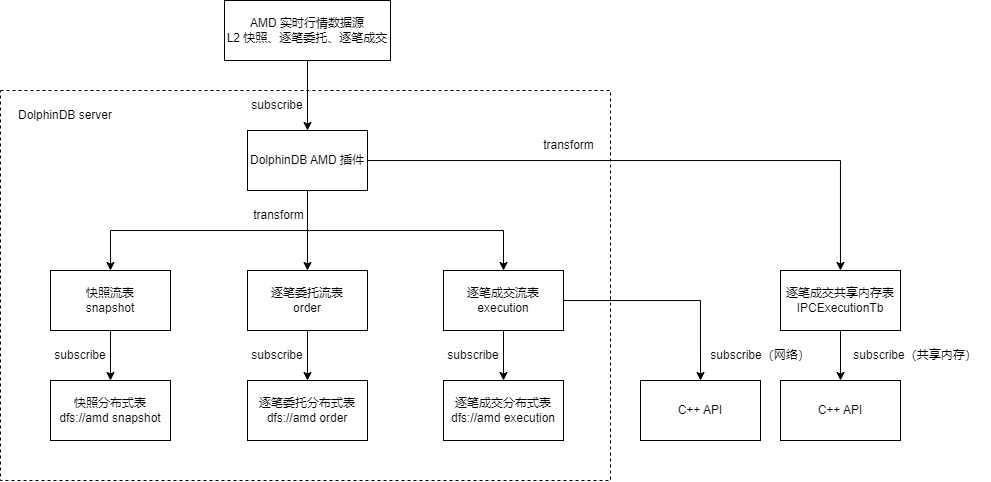 AMD 实时行情数据源
L2 快照、逐笔委托、逐笔成交
subscribe
DolphinDB server
DolphinDB AMD 插件
transform
transform
快照流表
snapshot
逐笔委托流表
order
逐笔成交流表
execution
逐笔成交共享内存表
IPCExecutionTb
subscribe
subscribe
subscribe
subscribe（网络）
subscribe（共享内存）
快照分布式表
dfs://amd snapshot
逐笔委托分布式表
dfs://amd order
逐笔成交分布式表
dfs://amd execution
C++ API
C++ API